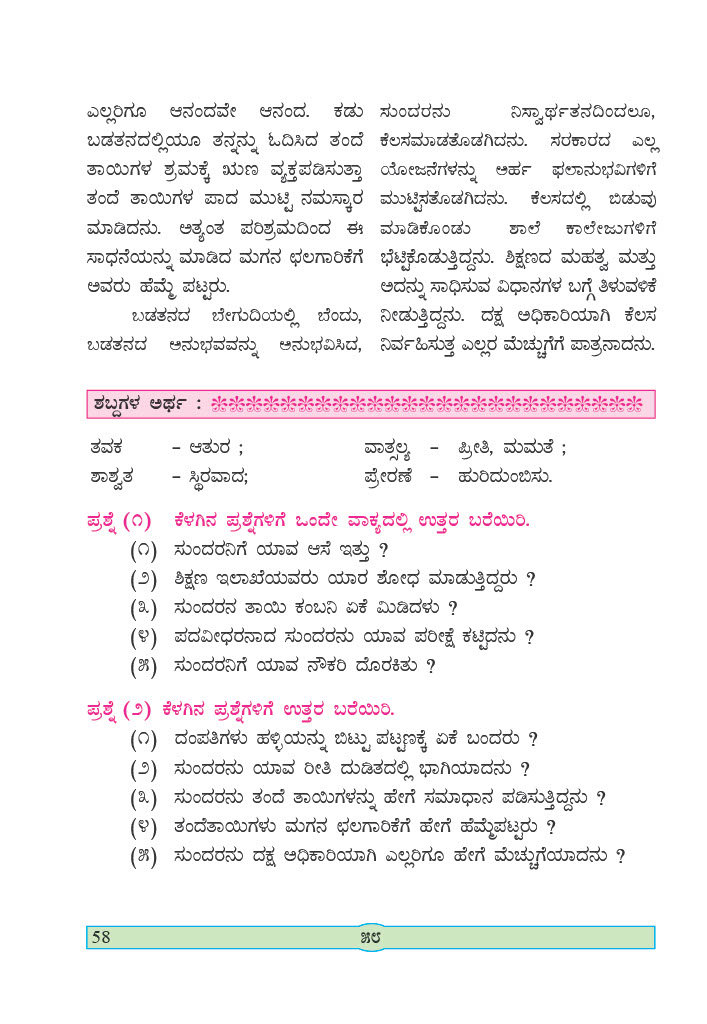 ಎಲ್ಲರಿಗೂ ಆನಂದವೇ ಆನಂದ. ಕಡು
ಬಡತನದಲ್ಲಿಯೂ ತನ್ನನ್ನು ಓದಿಸಿದ ತಂದೆ
ತಾಯಿಗಳ ಶ್ರಮಕ್ಕೆ ಋಣ ವ್ಯಕ್ತಪಡಿಸುತ್ತಾ
ತಂದೆ ತಾಯಿಗಳ ಪಾದ ಮುಟ್ಟಿ ನಮಸ್ಕಾರ
ಮಾಡಿದನು. ಅತ್ಯಂತ ಪರಿಶ್ರಮದಿಂದ ಈ
ಸಾಧನೆಯನ್ನು ಮಾಡಿದ ಮಗನ ಛಲಗಾರಿಕೆಗೆ
ಅವರು ಹೆಮ್ಮೆ ಪಟ್ಟರು.
ಬಡತನದ ಬೇಗುದಿಯಲ್ಲಿ ಬೆಂದು,
ಬಡತನದ ಅನುಭವವನ್ನು ಅನುಭವಿಸಿದ,
ಸುಂದರನು ನಿಸ್ವಾರ್ಥತನದಿಂದಲೂ,
ಕೆಲಸಮಾಡತೊಡಗಿದನು. ಸರಕಾರದ ಎಲ್ಲ
ಯೋಜನೆಗಳನ್ನು ಅರ್ಹ ಫಲಾನುಭವಿಗಳಿಗೆ
ಮುಟ್ಟಿಸತೊಡಗಿದನು. ಕೆಲಸದಲ್ಲಿ ಬಿಡುವು
ಮಾಡಿಕೊಂಡು ಶಾಲೆ ಕಾಲೇಜುಗಳಿಗೆ
ಭೆಟ್ಟಿಕೊಡುತ್ತಿದ್ದನು. ಶಿಕ್ಷಣದ ಮಹತ್ವ ಮತ್ತು
ಅದನ್ನು ಸಾಧಿಸುವ ವಿಧಾನಗಳ ಬಗ್ಗೆ ತಿಳುವಳಿಕೆ
ನೀಡುತ್ತಿದ್ದನು. ದಕ್ಷ ಅಧಿಕಾರಿಯಾಗಿ ಕೆಲಸ
ನಿರ್ವಹಿಸುತ್ತ ಎಲ್ಲರ ಮೆಚ್ಚುಗೆಗೆ ಪಾತ್ರನಾದನು.
ಶಬ್ದಗಳ ಅರ್ಥ :
ತವಕ – ಆತುರ ; ವಾತ್ಸಲ್ಯ – ಪ್ರೀತಿ, ಮಮತೆ ;
ಶಾಶ್ವತ – ಸ್ಥಿರವಾದ; ಪ್ರೇರಣೆ – ಹುರಿದುಂಬಿಸು.
ಪ್ರಶ್ನೆ (೧) ಕೆಳಗಿನ ಪ್ರಶ್ನೆಗಳಿಗೆ ಒಂದೇ ವಾಕ್ಯದಲ್ಲಿ ಉತ್ತರ ಬರೆಯಿರಿ.
(೧) ಸುಂದರನಿಗೆ ಯಾವ ಆಸೆ ಇತ್ತು ?
(೨) ಶಿಕ್ಷಣ ಇಲಾಖೆಯವರು ಯಾರ ಶೋಧ ಮಾಡುತ್ತಿದ್ದರು ?
(೩) ಸುಂದರನ ತಾಯಿ ಕಂಬನಿ ಏಕೆ ಮಿಡಿದಳು ?
(೪) ಪದವೀಧರನಾದ ಸುಂದರನು ಯಾವ ಪರೀಕ್ಷೆ ಕಟ್ಟಿದನು ?
(೫) ಸುಂದರನಿಗೆ ಯಾವ ನೌಕರಿ ದೊರಕಿತು ?
ಪ್ರಶ್ನೆ (೨) ಕೆಳಗಿನ ಪ್ರಶ್ನೆಗಳಿಗೆ ಉತ್ತರ ಬರೆಯಿರಿ.
(೧) ದಂಪತಿಗಳು ಹಳ್ಳಿಯನ್ನು ಬಿಟ್ಟು ಪಟ್ಟಣಕ್ಕೆ ಏಕೆ ಬಂದರು ?
(೨) ಸುಂದರನು ಯಾವ ರೀತಿ ದುಡಿತದಲ್ಲಿ ಭಾಗಿಯಾದನು ?
(೩) ಸುಂದರನು ತಂದೆ ತಾಯಿಗಳನ್ನು ಹೇಗೆ ಸಮಾಧಾನ ಪಡಿಸುತ್ತಿದ್ದನು ?
(೪) ತಂದೆತಾಯಿಗಳು ಮಗನ ಛಲಗಾರಿಕೆಗೆ ಹೇಗೆ ಹೆಮ್ಮೆಪಟ್ಟರು ?
(೫) ಸುಂದರನು ದಕ್ಷ ಅಧಿಕಾರಿಯಾಗಿ ಎಲ್ಲರಿಗೂ ಹೇಗೆ ಮೆಚ್ಚುಗೆಯಾದನು ?
58 ೫೮